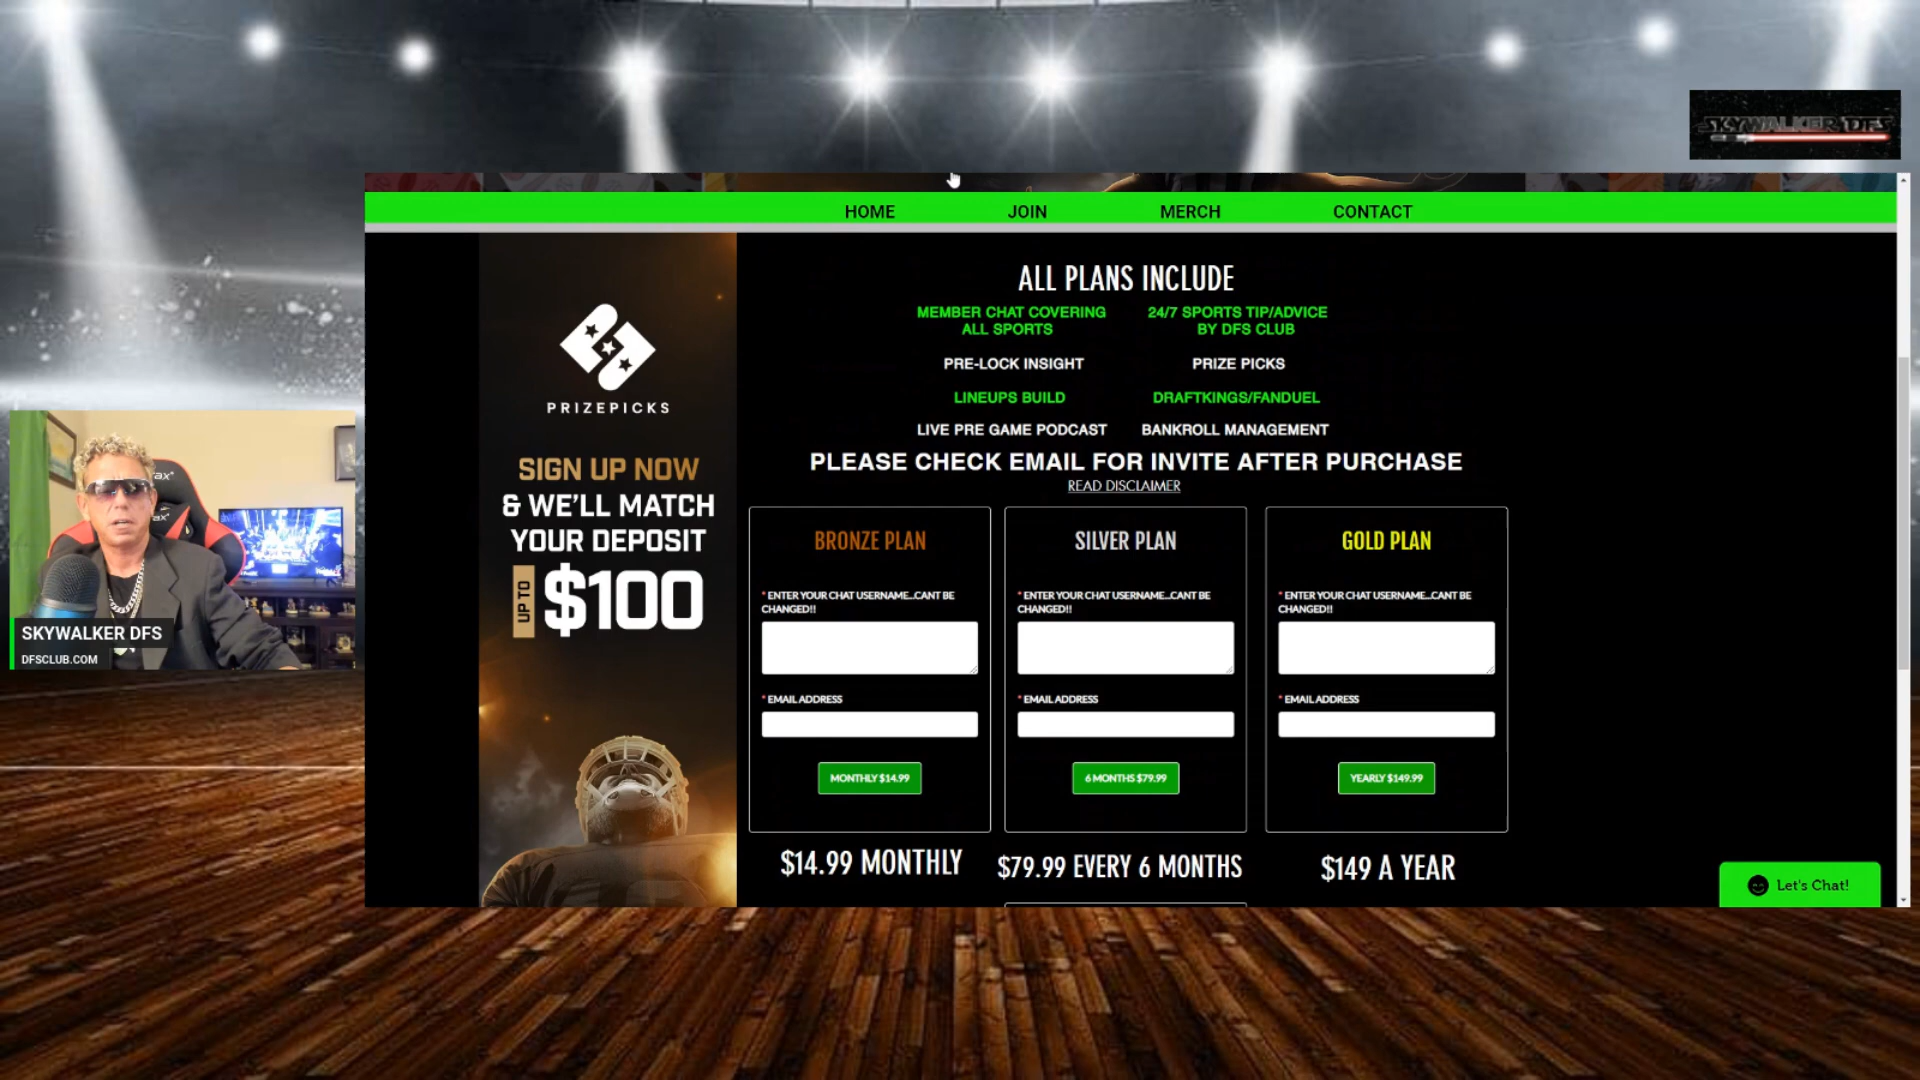 SKYWALKER DFS
HOME JOIN MERCH CONTACT
PRIZEPICKS
SIGN UP NOW
& WE'LL MATCH
YOUR DEPOSIT
UP TO $100
ALL PLANS INCLUDE
MEMBER CHAT COVERING
ALL SPORTS
24/7 SPORTS TIP/ADVICE
BY DFS CLUB
PRE-LOCK INSIGHT
PRIZE PICKS
LINEUPS BUILD
DRAFTKINGS/FANDUEL
LIVE PRE GAME PODCAST
BANKROLL MANAGEMENT
PLEASE CHECK EMAIL FOR INVITE AFTER PURCHASE
READ DISCLAIMER
BRONZE PLAN
* ENTER YOUR CHAT USERNAME...CANT BE
CHANGED!!
* EMAIL ADDRESS
MONTHLY $14.99
$14.99 MONTHLY
SILVER PLAN
* ENTER YOUR CHAT USERNAME...CANT BE
CHANGED!!
* EMAIL ADDRESS
6 MONTHS $79.99
$79.99 EVERY 6 MONTHS
GOLD PLAN
* ENTER YOUR CHAT USERNAME...CANT BE
CHANGED!!
* EMAIL ADDRESS
YEARLY $149.99
$149 A YEAR
SKYWALKER DFS
DFSCLUB.COM
Let's Chat!